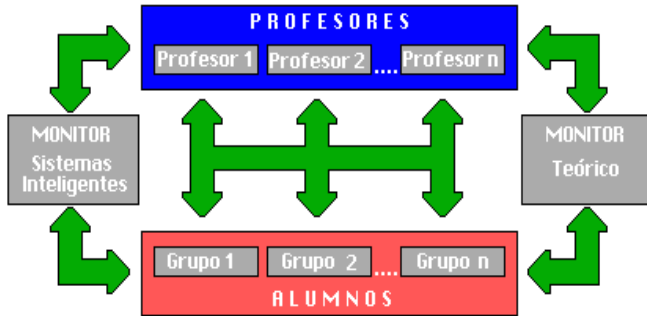 PROFESORES
Profesor 1 Profesor 2 .... Profesor n
MONITOR
Sistemas
Inteligentes
MONITOR
Teórico
Grupo 1 Grupo 2 .... Grupo n
ALUMNOS